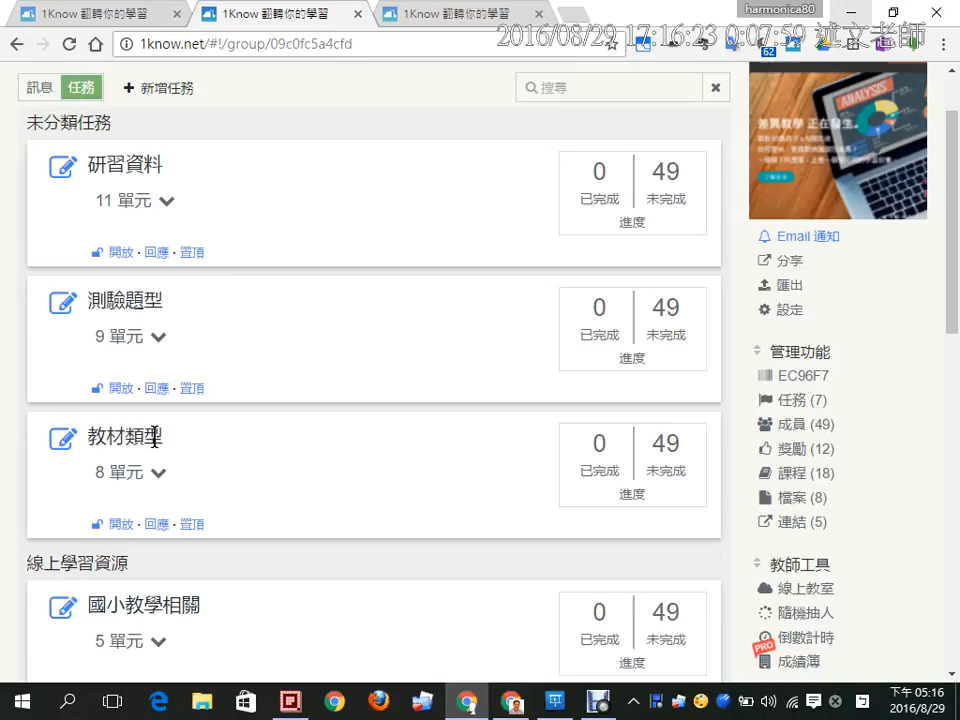 1Know 翻轉你的學習
1Know 翻轉你的學習
1Know 翻轉你的學習
harmonica80
1know.net/#!/group/09c0fc5a4cfd
2016/08/29 17:16:23 0:07:59 述文老師
62
訊息 任務 新增任務
搜尋
未分類任務
研習資料
11 單元
0 49
已完成 未完成
進度
開放 · 回應 · 置頂
測驗題型
9 單元
0 49
已完成 未完成
進度
開放 · 回應 · 置頂
教材類型
8 單元
0 49
已完成 未完成
進度
開放 · 回應 · 置頂
線上學習資源
國小教學相關
5 單元
0 49
已完成 未完成
進度
ANALYSIS
差異教學 正在發生。
Email 通知
分享
匯出
設定
管理功能
EC96F7
任務 (7)
成員 (49)
獎勵 (12)
課程 (18)
檔案 (8)
連結 (5)
教師工具
線上教室
隨機抽人
倒數計時
PRO
成績簿
下午 05:16
2016/8/29